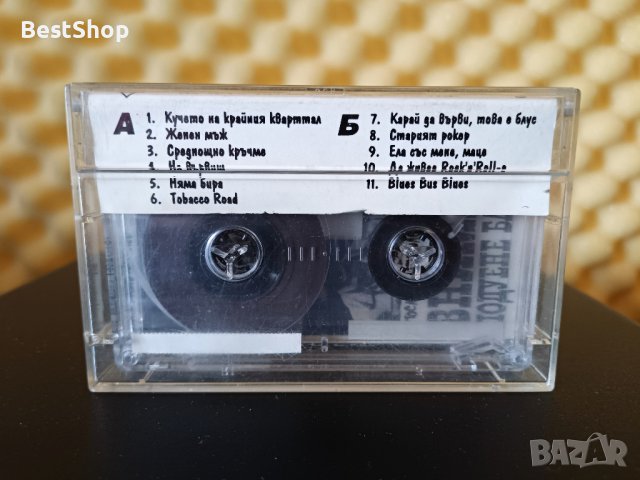 BestShop
А
1. Кучето на крайния кварттал
2. Женен мъж
3. Среднощно кръчме
4. На вървищ
5. Няма бира
6. Tobacco Road
Б
7. Карай да върви, това е блус
8. Старият рокер
9. Ела със мене, маце
10. Да живее Rock'n'Roll-а
11. Blues Bus Blues
BAZAR